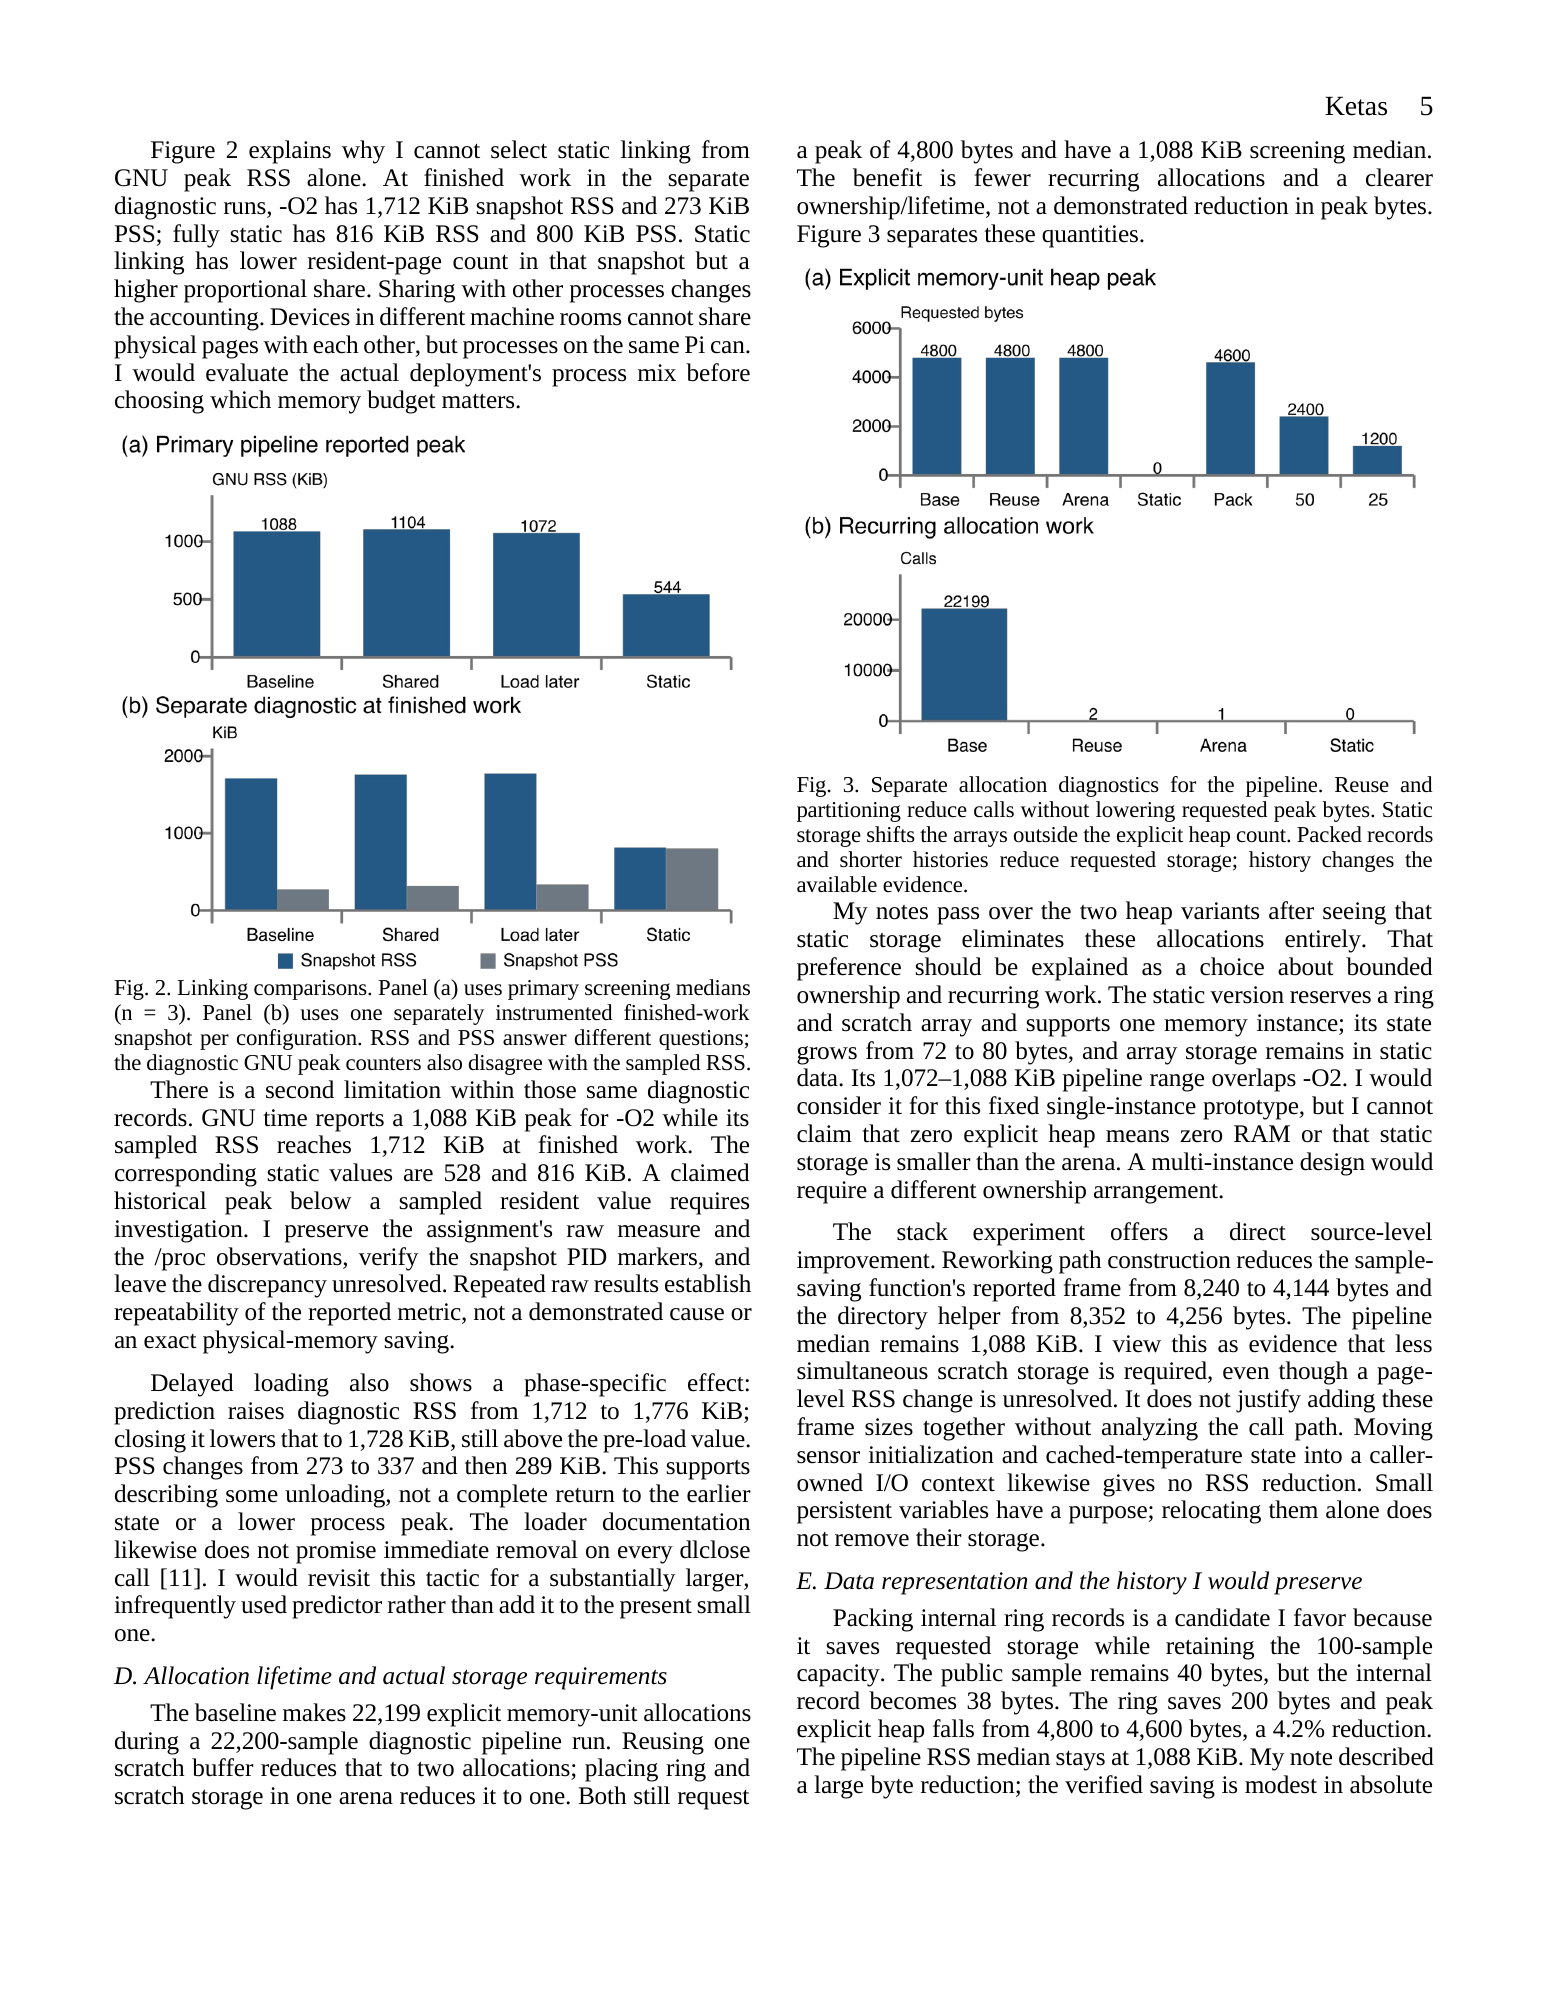 Ketas 5
Figure 2 explains why I cannot select static linking from
GNU peak RSS alone. At finished work in the separate
diagnostic runs, -O2 has 1,712 KiB snapshot RSS and 273 KiB
PSS; fully static has 816 KiB RSS and 800 KiB PSS. Static
linking has lower resident-page count in that snapshot but a
higher proportional share. Sharing with other processes changes
the accounting. Devices in different machine rooms cannot share
physical pages with each other, but processes on the same Pi can.
I would evaluate the actual deployment's process mix before
choosing which memory budget matters.
(a) Primary pipeline reported peak
GNU RSS (KiB)
1000
500
0
1088
1104
1072
544
Baseline Shared Load later Static
(b) Separate diagnostic at finished work
KiB
2000
1000
0
Baseline Shared Load later Static
Snapshot RSS Snapshot PSS
Fig. 2. Linking comparisons. Panel (a) uses primary screening medians
(n = 3). Panel (b) uses one separately instrumented finished-work
snapshot per configuration. RSS and PSS answer different questions;
the diagnostic GNU peak counters also disagree with the sampled RSS.
There is a second limitation within those same diagnostic
records. GNU time reports a 1,088 KiB peak for -O2 while its
sampled RSS reaches 1,712 KiB at finished work. The
corresponding static values are 528 and 816 KiB. A claimed
historical peak below a sampled resident value requires
investigation. I preserve the assignment's raw measure and
the /proc observations, verify the snapshot PID markers, and
leave the discrepancy unresolved. Repeated raw results establish
repeatability of the reported metric, not a demonstrated cause or
an exact physical-memory saving.
Delayed loading also shows a phase-specific effect:
prediction raises diagnostic RSS from 1,712 to 1,776 KiB;
closing it lowers that to 1,728 KiB, still above the pre-load value.
PSS changes from 273 to 337 and then 289 KiB. This supports
describing some unloading, not a complete return to the earlier
state or a lower process peak. The loader documentation
likewise does not promise immediate removal on every dlclose
call [11]. I would revisit this tactic for a substantially larger,
infrequently used predictor rather than add it to the present small
one.
D. Allocation lifetime and actual storage requirements
The baseline makes 22,199 explicit memory-unit allocations
during a 22,200-sample diagnostic pipeline run. Reusing one
scratch buffer reduces that to two allocations; placing ring and
scratch storage in one arena reduces it to one. Both still request
a peak of 4,800 bytes and have a 1,088 KiB screening median.
The benefit is fewer recurring allocations and a clearer
ownership/lifetime, not a demonstrated reduction in peak bytes.
Figure 3 separates these quantities.
(a) Explicit memory-unit heap peak
Requested bytes
6000
4000
2000
0
4800
4800
4800
0
4600
2400
1200
Base Reuse Arena Static Pack 50 25
(b) Recurring allocation work
Calls
20000
10000
0
22199
2
1
0
Base Reuse Arena Static
Fig. 3. Separate allocation diagnostics for the pipeline. Reuse and
partitioning reduce calls without lowering requested peak bytes. Static
storage shifts the arrays outside the explicit heap count. Packed records
and shorter histories reduce requested storage; history changes the
available evidence.
My notes pass over the two heap variants after seeing that
static storage eliminates these allocations entirely. That
preference should be explained as a choice about bounded
ownership and recurring work. The static version reserves a ring
and scratch array and supports one memory instance; its state
grows from 72 to 80 bytes, and array storage remains in static
data. Its 1,072–1,088 KiB pipeline range overlaps -O2. I would
consider it for this fixed single-instance prototype, but I cannot
claim that zero explicit heap means zero RAM or that static
storage is smaller than the arena. A multi-instance design would
require a different ownership arrangement.
The stack experiment offers a direct source-level
improvement. Reworking path construction reduces the sample-
saving function's reported frame from 8,240 to 4,144 bytes and
the directory helper from 8,352 to 4,256 bytes. The pipeline
median remains 1,088 KiB. I view this as evidence that less
simultaneous scratch storage is required, even though a page-
level RSS change is unresolved. It does not justify adding these
frame sizes together without analyzing the call path. Moving
sensor initialization and cached-temperature state into a caller-
owned I/O context likewise gives no RSS reduction. Small
persistent variables have a purpose; relocating them alone does
not remove their storage.
E. Data representation and the history I would preserve
Packing internal ring records is a candidate I favor because
it saves requested storage while retaining the 100-sample
capacity. The public sample remains 40 bytes, but the internal
record becomes 38 bytes. The ring saves 200 bytes and peak
explicit heap falls from 4,800 to 4,600 bytes, a 4.2% reduction.
The pipeline RSS median stays at 1,088 KiB. My note described
a large byte reduction; the verified saving is modest in absolute